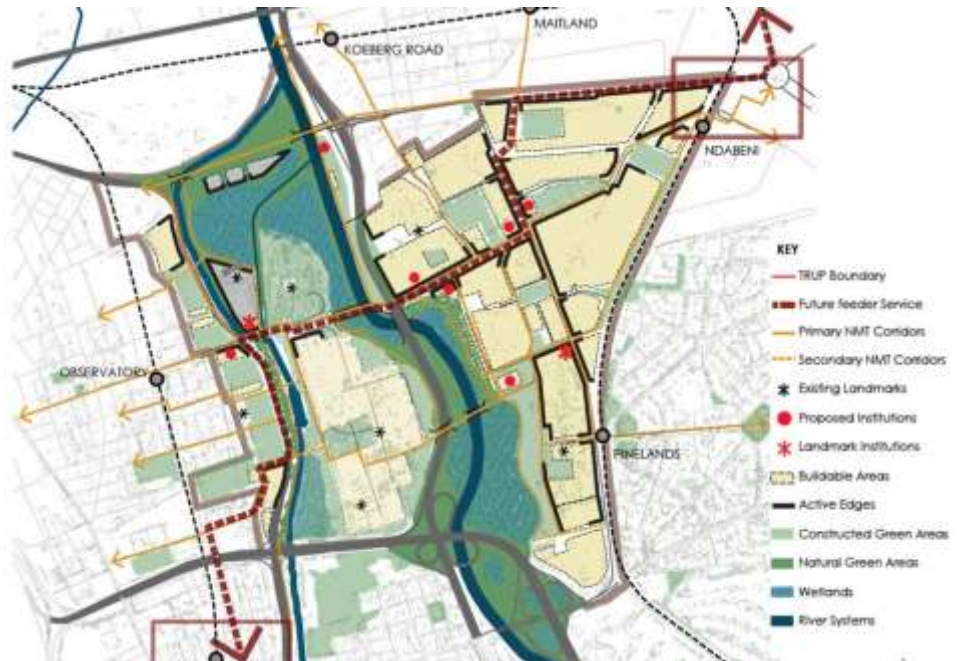 MAITLAND
KOEBERG ROAD
NDABENI
OBSERVATORY
PINELANDS
KEY
TRUP Boundary
Future feeder Service
Primary NMT Corridors
Secondary NMT Corridors
Existing Landmarks
Proposed Institutions
Landmark Institutions
Buildable Areas
Active Edges
Constructed Green Areas
Natural Green Areas
Wetlands
River Systems